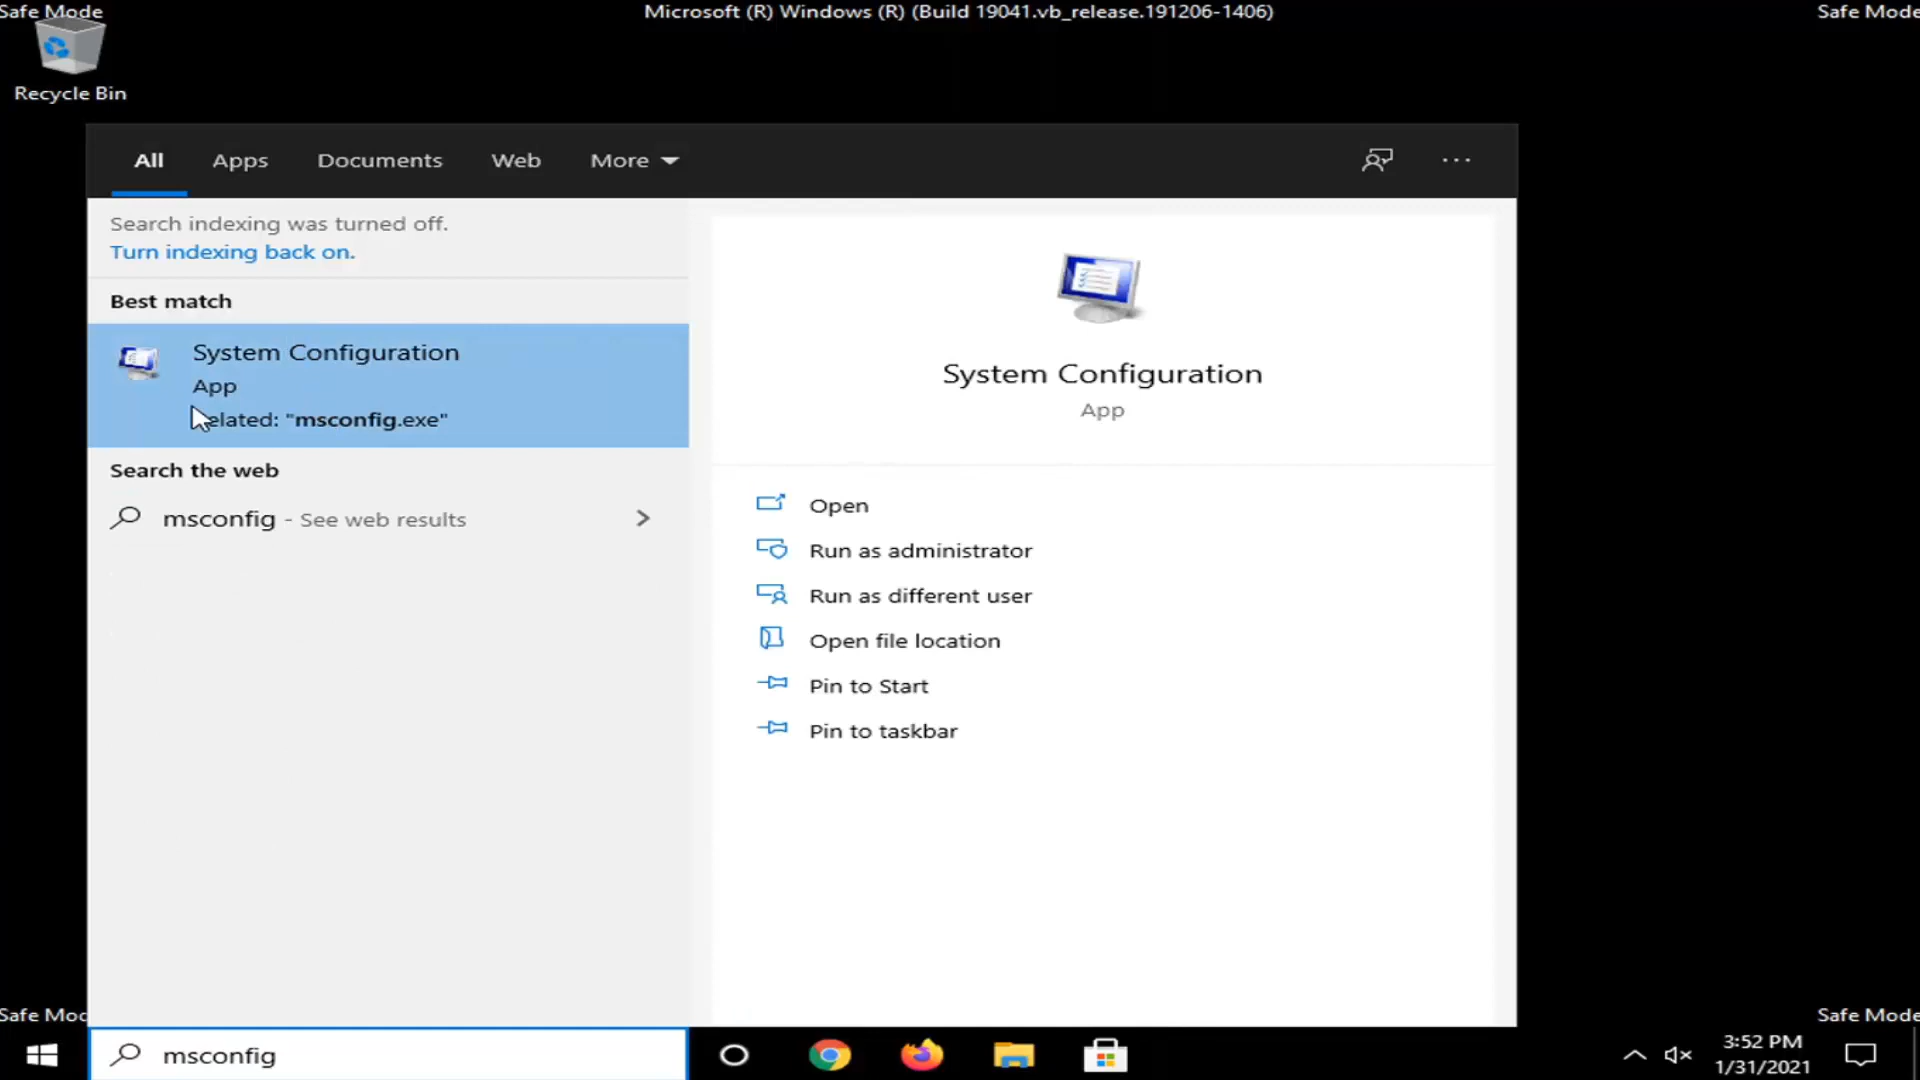 Safe Mode
Microsoft (R) Windows (R) (Build 19041.vb_release.191206-1406)
Safe Mode
Recycle Bin
All
Apps
Documents
Web
More
Search indexing was turned off.
Turn indexing back on.
Best match
System Configuration
App
elated: "msconfig.exe"
Search the web
msconfig - See web results
System Configuration
App
Open
Run as administrator
Run as different user
Open file location
Pin to Start
Pin to taskbar
Safe Mod
Safe Mode
msconfig
3:52 PM
1/31/2021